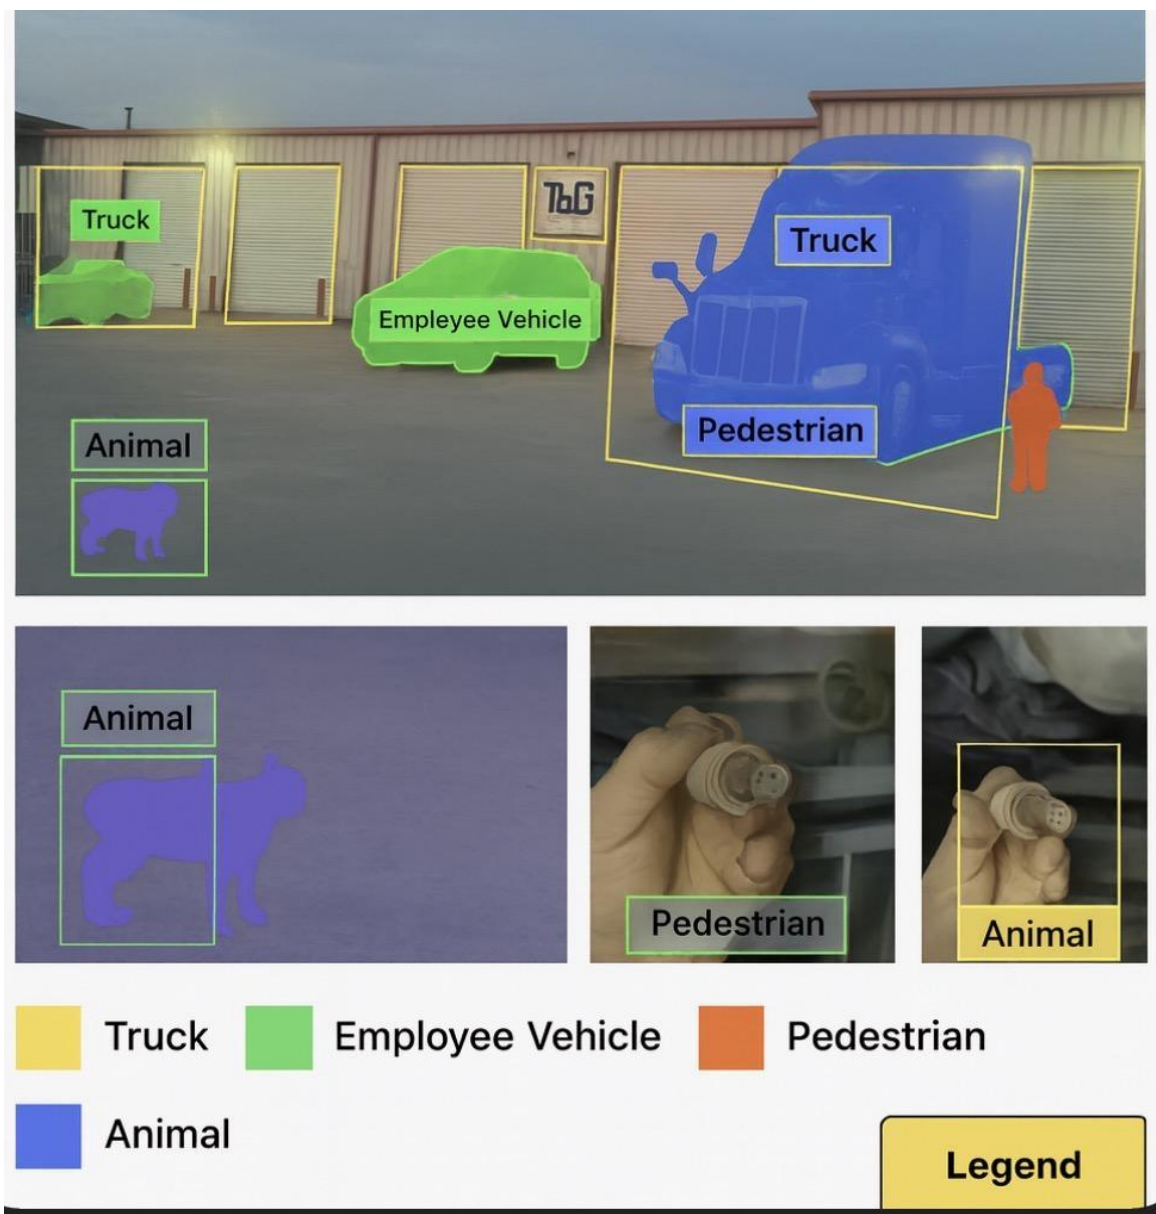 TbG
Truck
Truck
Empleyee Vehicle
Pedestrian
Animal
Animal
Pedestrian
Animal
Truck
Employee Vehicle
Pedestrian
Animal
Legend